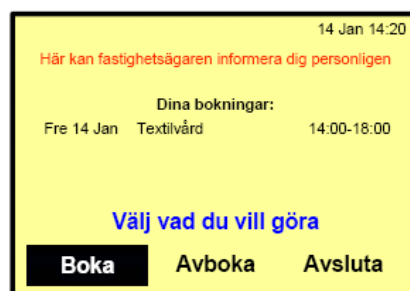 14 Jan 14:20
Här kan fastighetsägaren informera dig personligen
Dina bokningar:
Fre 14 Jan Textilvård 14:00-18:00
Välj vad du vill göra
Boka Avboka Avsluta